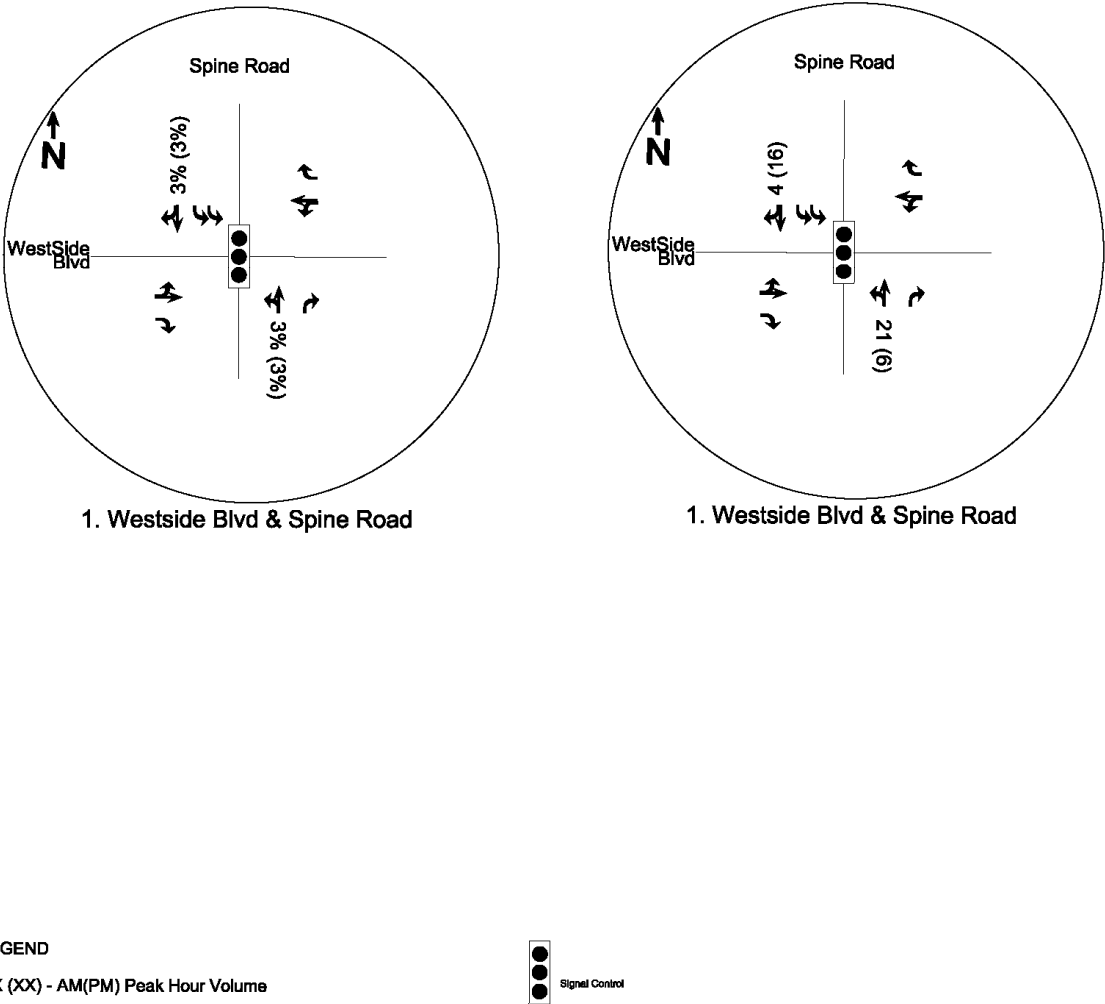 Spine Road
N
3% (3%)
WestSide
Blvd
3% (3%)
1. Westside Blvd & Spine Road
Spine Road
N
4 (16)
WestSide
Blvd
21 (6)
1. Westside Blvd & Spine Road
GEND
(XX) - AM(PM) Peak Hour Volume
Signal Control